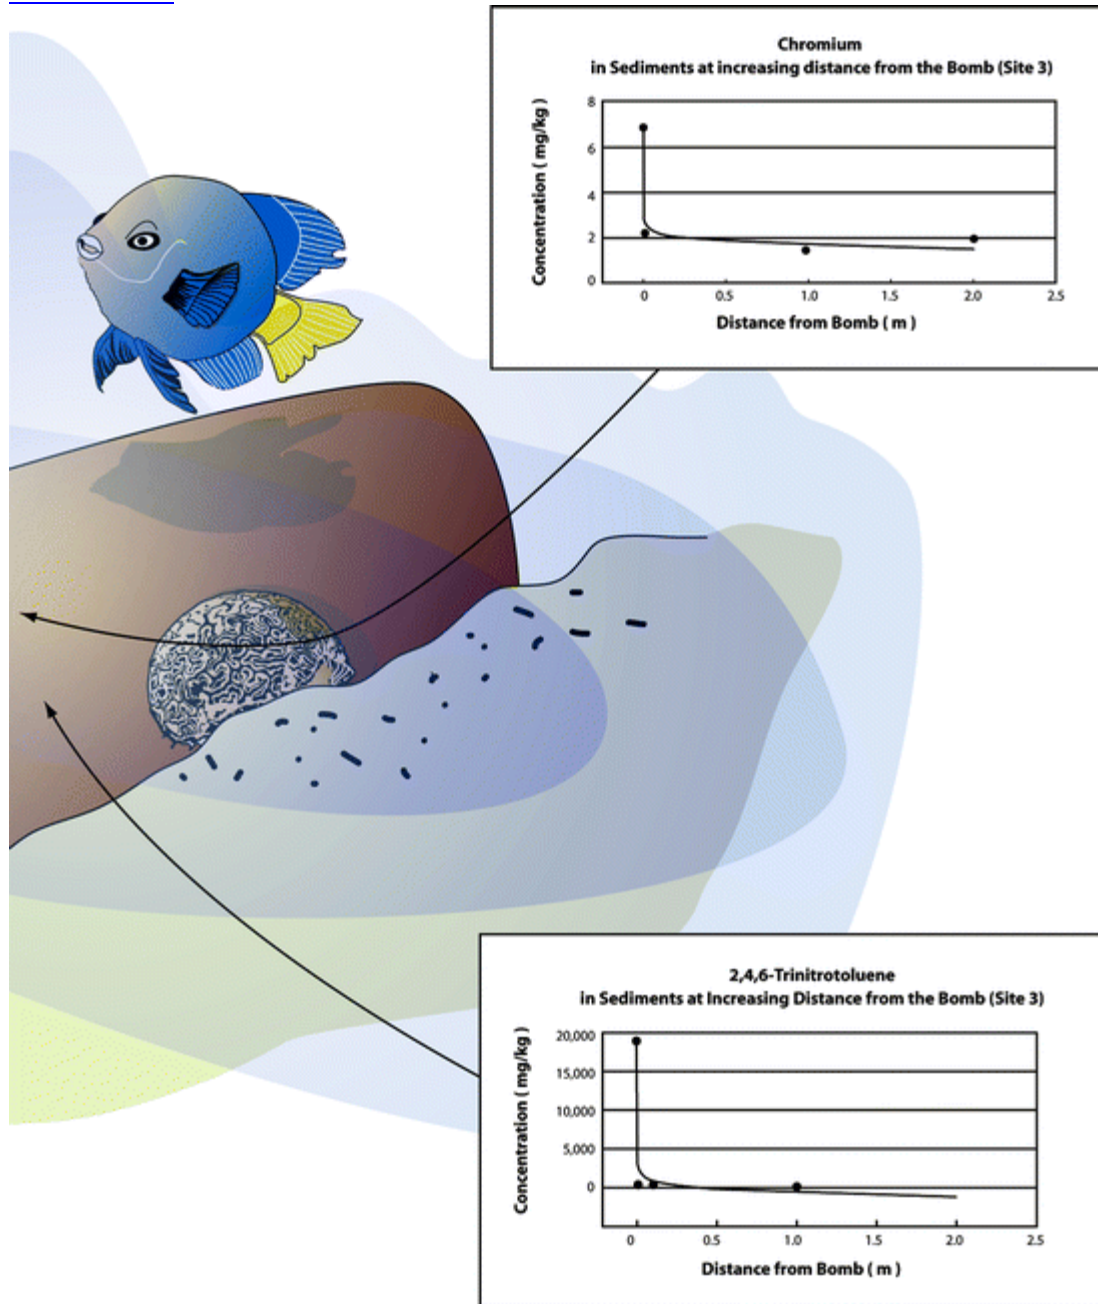 Chromium
in Sediments at increasing distance from the Bomb (Site 3)
Concentration ( mg/kg )
8
6
4
2
0
0 0.5 1.0 1.5 2.0 2.5
Distance from Bomb ( m )
2,4,6-Trinitrotoluene
in Sediments at Increasing Distance from the Bomb (Site 3)
Concentration ( mg/kg )
20,000
15,000
10,000
5,000
0
0 0.5 1.0 1.5 2.0 2.5
Distance from Bomb ( m )